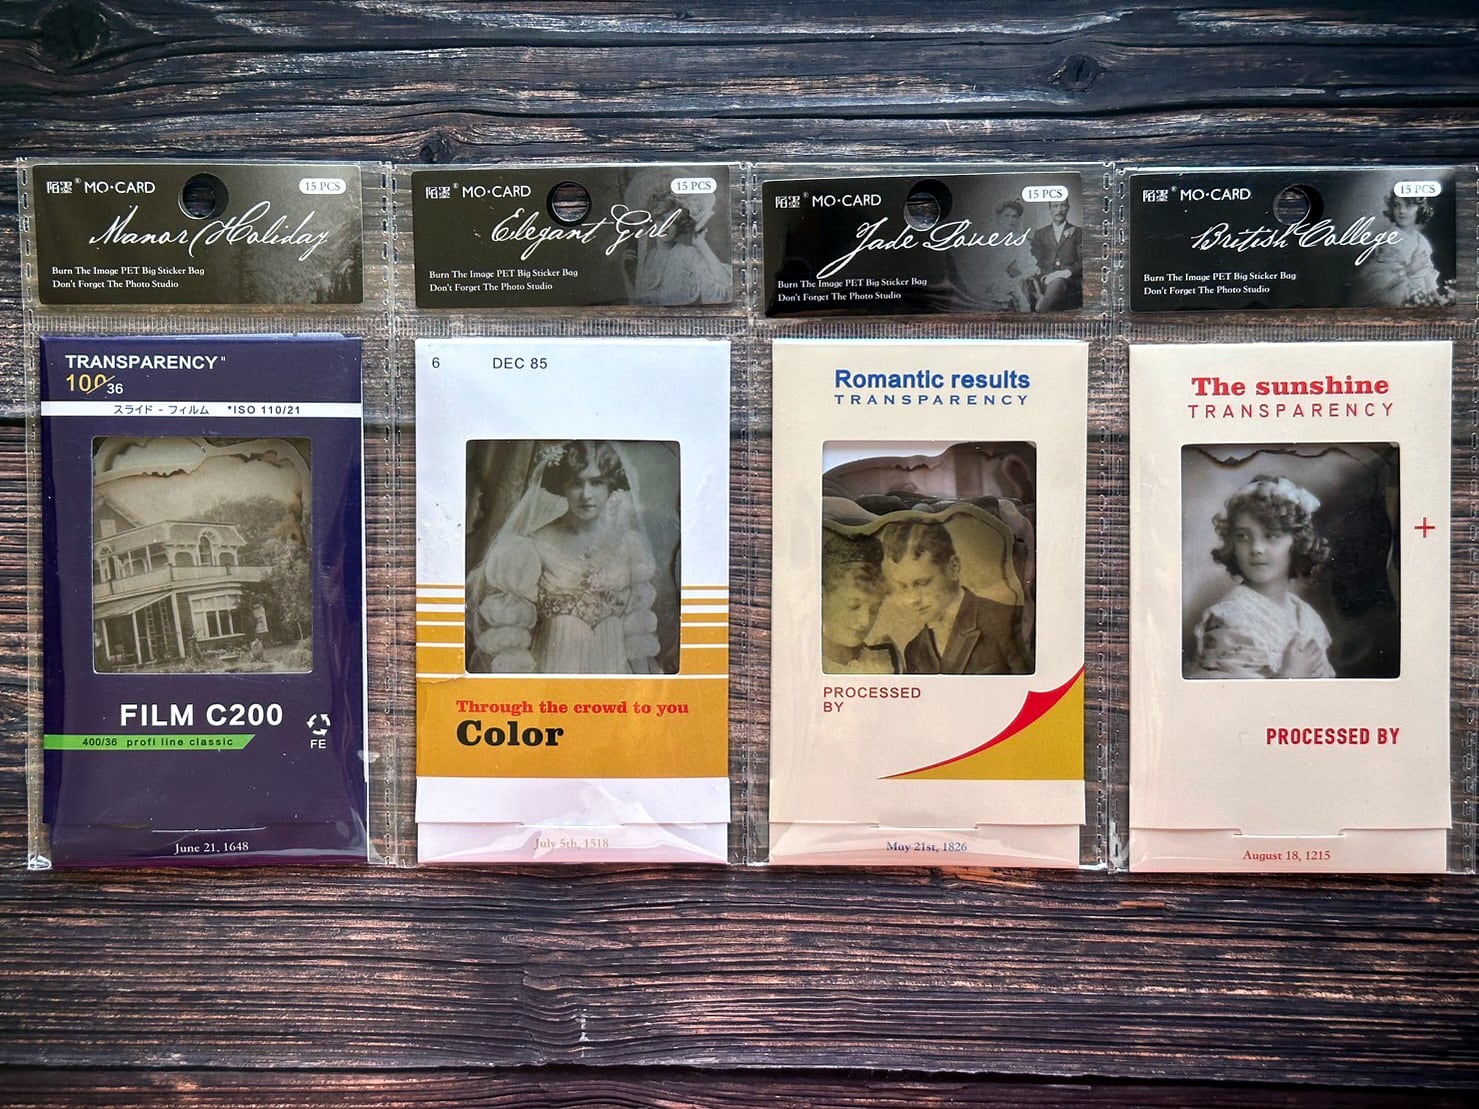 陌墨® MO·CARD
15 PCS
Manor Holiday
Burn The Image PET Big Sticker Bag
Don't Forget The Photo Studio
TRANSPARENCY"
100/36
スライド - フィルム *ISO 110/21
FILM C200
400/36 profi line classic
FE
June 21, 1648
陌墨® MO·CARD
15 PCS
Elegant Girl
Burn The Image PET Big Sticker Bag
Don't Forget The Photo Studio
6 DEC 85
Through the crowd to you
Color
July 5th, 1518
陌墨® MO·CARD
15 PCS
Jade Lovers
Burn The Image PET Big Sticker Bag
Don't Forget The Photo Studio
Romantic results
TRANSPARENCY
PROCESSED
BY
May 21st, 1826
陌墨® MO·CARD
15 PCS
British College
Burn The Image PET Big Sticker Bag
Don't Forget The Photo Studio
The sunshine
TRANSPARENCY
+
PROCESSED BY
August 18, 1215